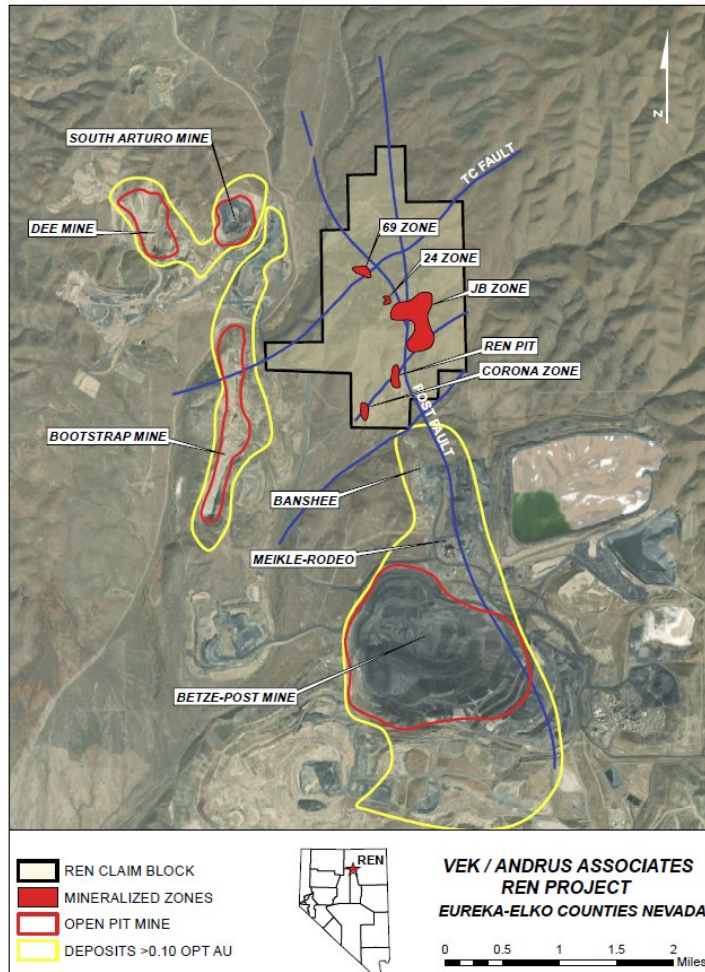 SOUTH ARTURO MINE
TC FAULT
DEE MINE
69 ZONE
24 ZONE
JB ZONE
REN PIT
CORONA ZONE
POST FAULT
BOOTSTRAP MINE
BANSHEE
MEIKLE-RODEO
BETZE-POST MINE
N
REN CLAIM BLOCK
MINERALIZED ZONES
OPEN PIT MINE
DEPOSITS >0.10 OPT AU
REN
VEK / ANDRUS ASSOCIATES
REN PROJECT
EUREKA-ELKO COUNTIES NEVADA
0 0.5 1 1.5 2
Miles